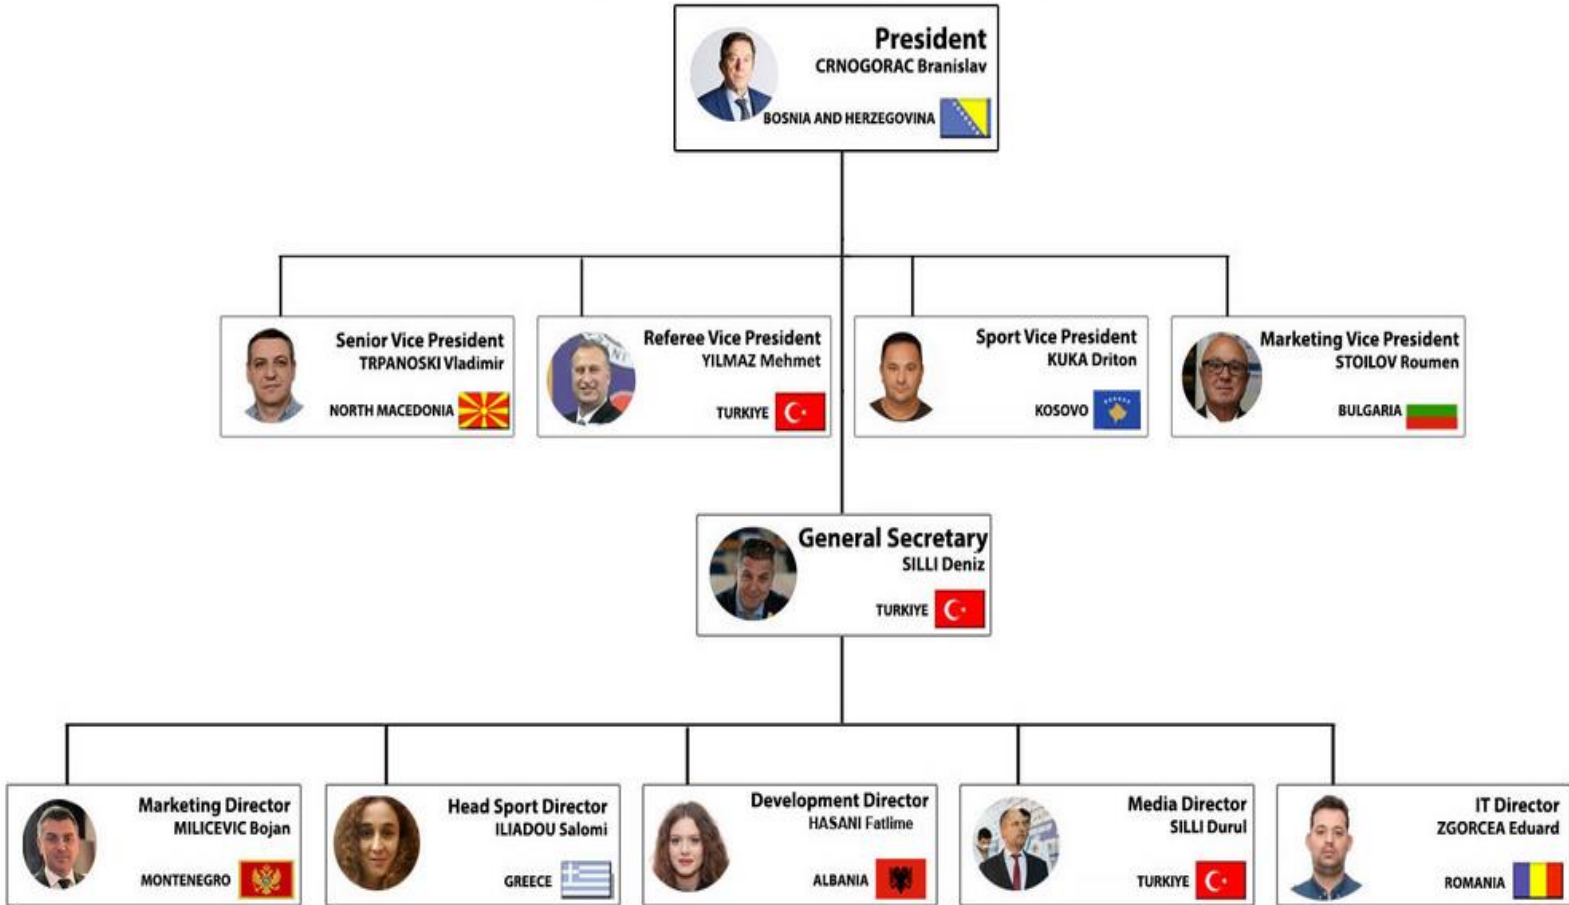 President
CRNOGORAC Branislav
BOSNIA AND HERZEGOVINA
Senior Vice President
TRPANOSKI Vladimir
NORTH MACEDONIA
Referee Vice President
YILMAZ Mehmet
TURKIYE
Sport Vice President
KUKA Driton
KOSOVO
Marketing Vice President
STOILOV Roumen
BULGARIA
General Secretary
SILLI Deniz
TURKIYE
Marketing Director
MILICEVIC Bojan
MONTENEGRO
Head Sport Director
ILIADOU Salomi
GREECE
Development Director
HASANI Fatlime
ALBANIA
Media Director
SILLI Durul
TURKIYE
IT Director
ZGORCEA Eduard
ROMANIA